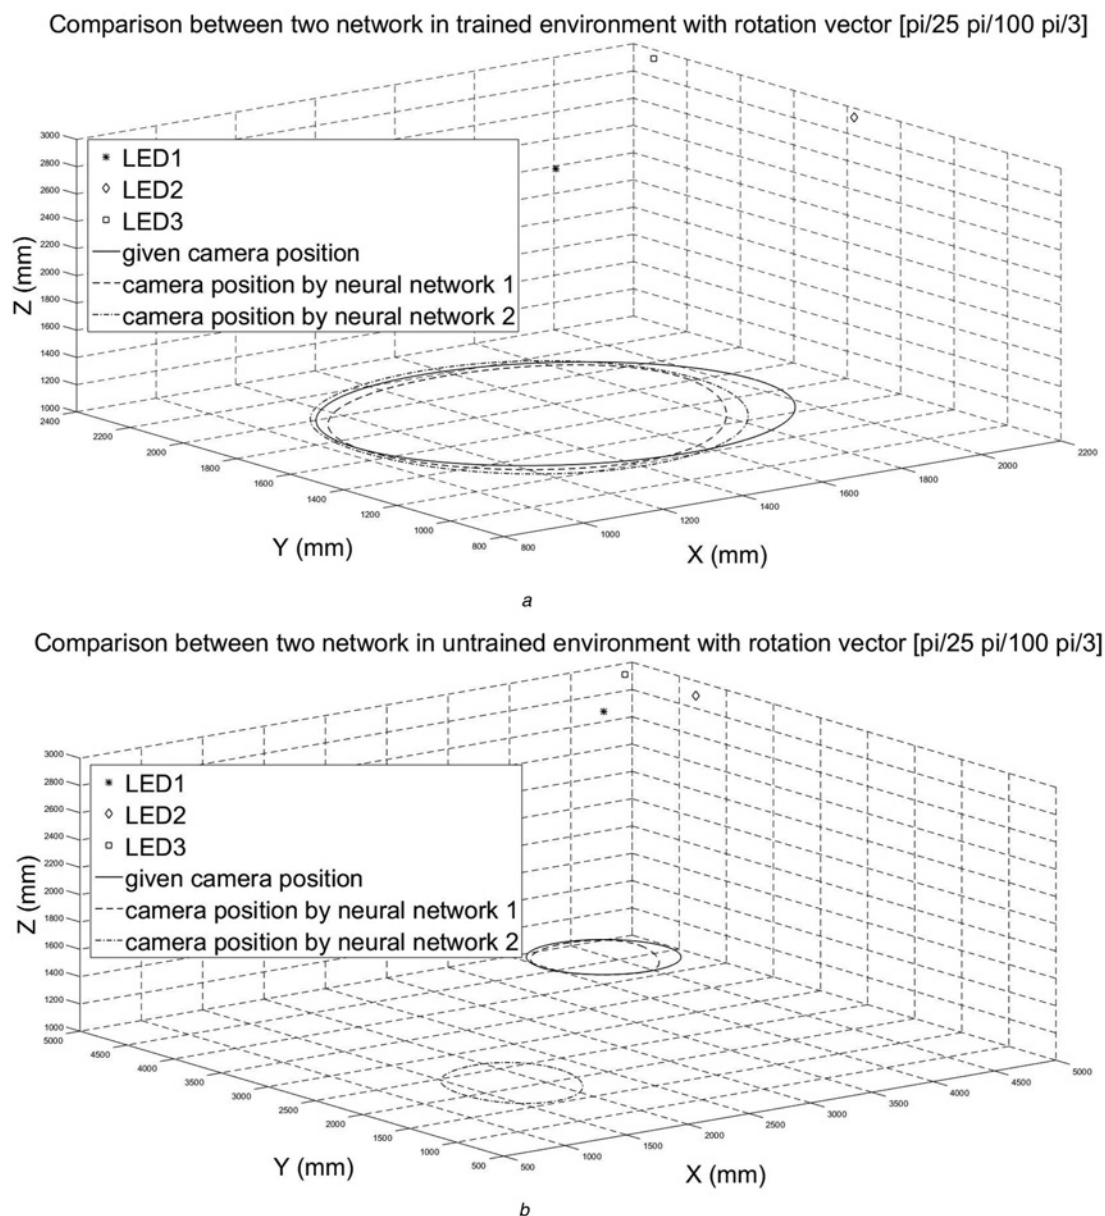 Comparison between two network in trained environment with rotation vector [pi/25 pi/100 pi/3]
3000
2800
2600
2400
2200
2000
1800
1600
1400
1200
1000
Z (mm)
LED1
LED2
LED3
given camera position
camera position by neural network 1
camera position by neural network 2
2400
2200
2000
1800
1600
1400
1200
1000
800
Y (mm)
800
1000
1200
1400
1600
1800
2000
2200
X (mm)
a
Comparison between two network in untrained environment with rotation vector [pi/25 pi/100 pi/3]
3000
2800
2600
2400
2200
2000
1800
1600
1400
1200
1000
Z (mm)
LED1
LED2
LED3
given camera position
camera position by neural network 1
camera position by neural network 2
5000
4500
4000
3500
3000
2500
2000
1500
1000
500
Y (mm)
500
1000
1500
2000
2500
3000
3500
4000
4500
5000
X (mm)
b